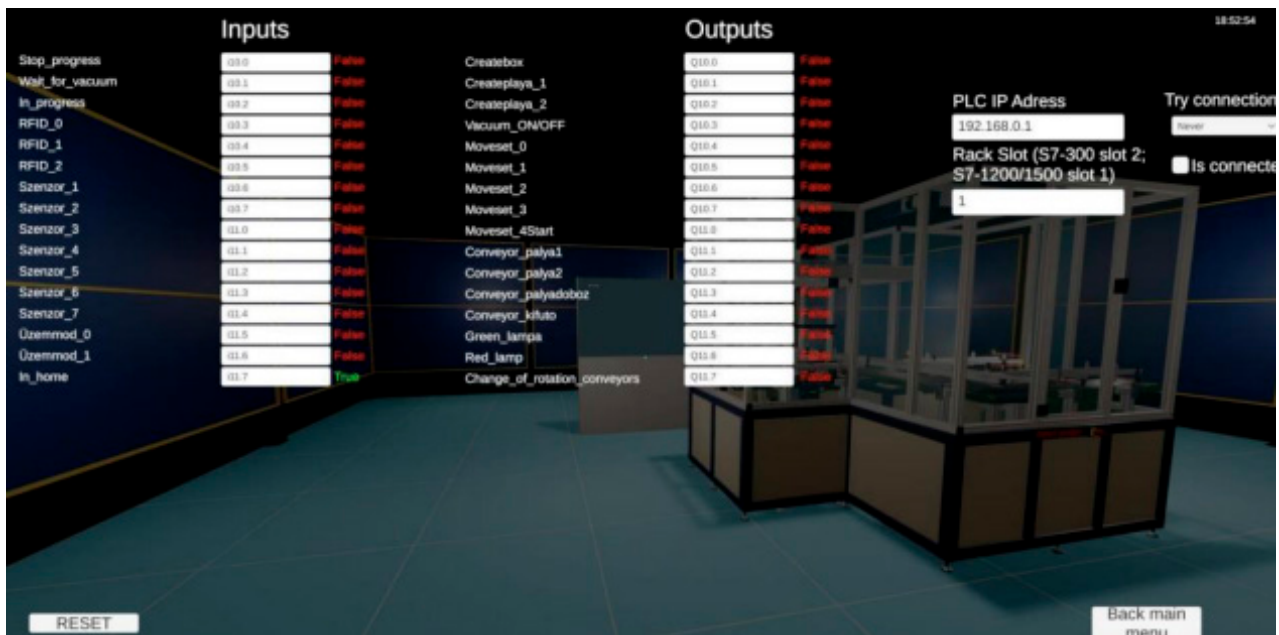 18:52:54
Inputs
Outputs
Stop_progress i10.0 False Createbox Q10.0 False
Wait_for_vacuum i10.1 False Createplaya_1 Q10.1 False
In_progress i10.2 False Createplaya_2 Q10.2 False
RFID_0 i10.3 False Vacuum_ON/OFF Q10.3 False
RFID_1 i10.4 False Moveset_0 Q10.4 False
RFID_2 i10.5 False Moveset_1 Q10.5 False
Szenzor_1 i10.6 False Moveset_2 Q10.6 False
Szenzor_2 i10.7 False Moveset_3 Q10.7 False
Szenzor_3 i11.0 False Moveset_4Start Q11.0 False
Szenzor_4 i11.1 False Conveyor_palya1 Q11.1 False
Szenzor_5 i11.2 False Conveyor_palya2 Q11.2 False
Szenzor_6 i11.3 False Conveyor_palyadoboz Q11.3 False
Szenzor_7 i11.4 False Conveyor_kifuto Q11.4 False
Üzemmod_0 i11.5 False Green_lampa Q11.5 False
Üzemmod_1 i11.6 False Red_lamp Q11.6 False
In_home i11.7 True Change_of_rotation_conveyors Q11.7 False
PLC IP Adress
192.168.0.1
Rack Slot (S7-300 slot 2;
S7-1200/1500 slot 1)
1
Try connection
Never
Is connecte
RESET
Back main
menu